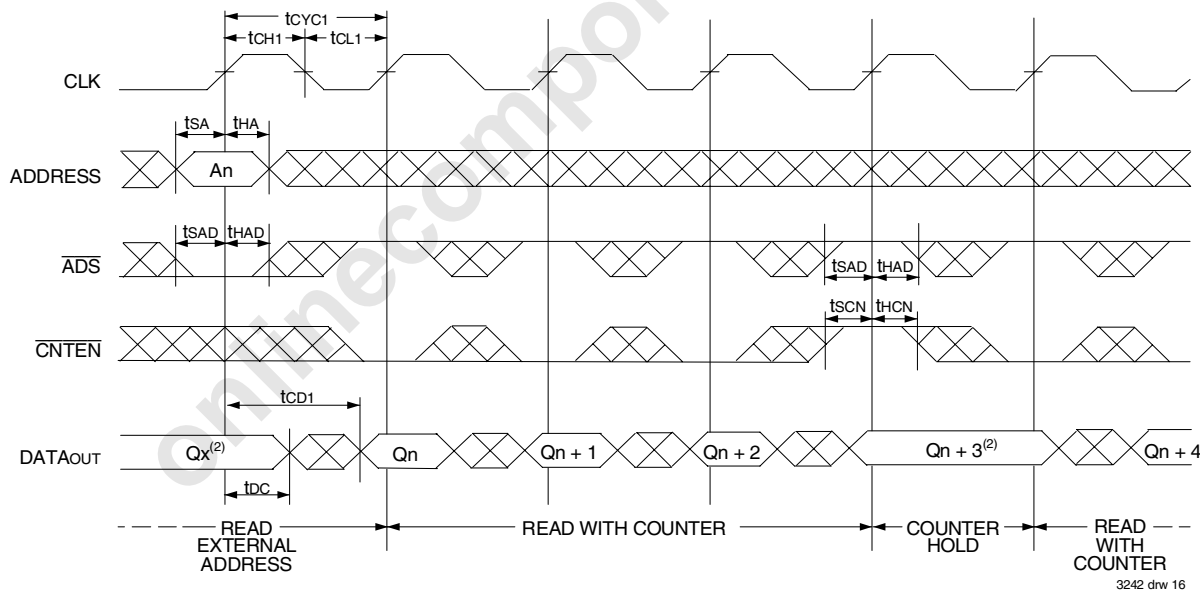 tCYC1
tCH1 tCL1
CLK
tSA tHA
ADDRESS An
tSAD tHAD
ADS
tSAD tHAD
tSCN tHCN
CNTEN
tCD1
DATAOUT Qx(2) Qn Qn + 1 Qn + 2 Qn + 3(2) Qn + 4
tDC
READ EXTERNAL ADDRESS
READ WITH COUNTER
COUNTER HOLD
READ WITH COUNTER
3242 drw 16
onlinecompo